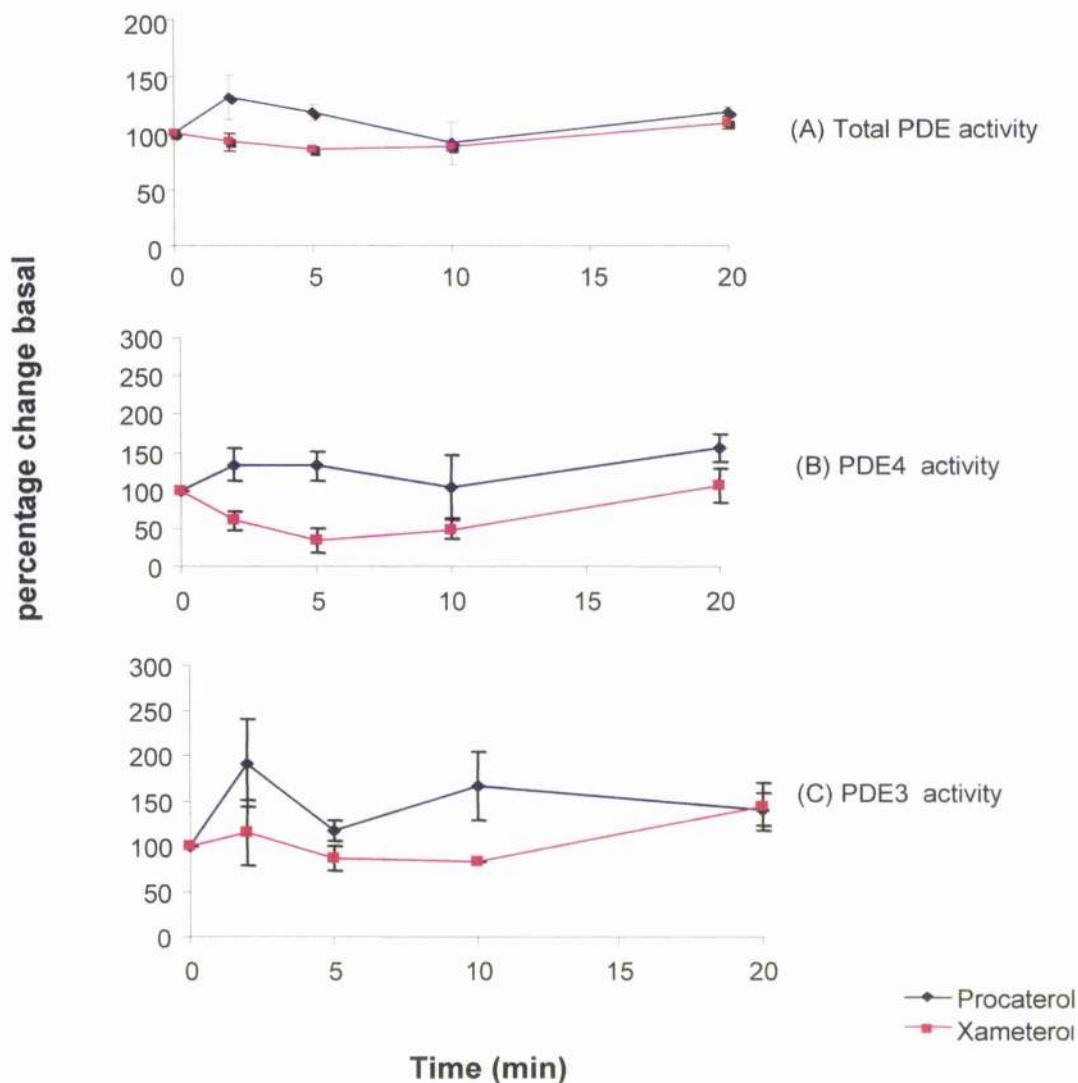 percentage change basal
200
150
100
50
0
0 5 10 15 20
(A) Total PDE activity
300
250
200
150
100
50
0
0 5 10 15 20
(B) PDE4 activity
300
250
200
150
100
50
0
0 5 10 15 20
(C) PDE3 activity
Procaterol
Xameterol
Time (min)